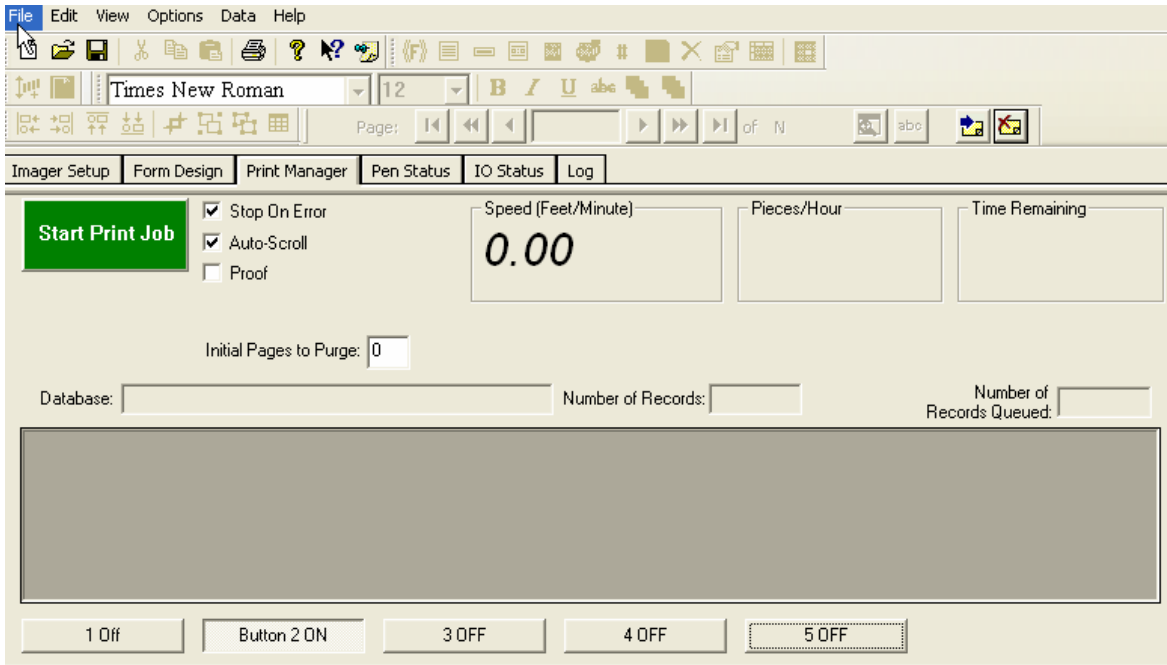 File Edit View Options Data Help
Times New Roman 12 B I U abc
Page: of N abc
Imager Setup Form Design Print Manager Pen Status IO Status Log
Start Print Job
Stop On Error
Auto-Scroll
Proof
Speed (Feet/Minute)
0.00
Pieces/Hour
Time Remaining
Initial Pages to Purge: 0
Database:
Number of Records:
Number of
Records Queued:
1 Off Button 2 ON 3 OFF 4 OFF 5 OFF